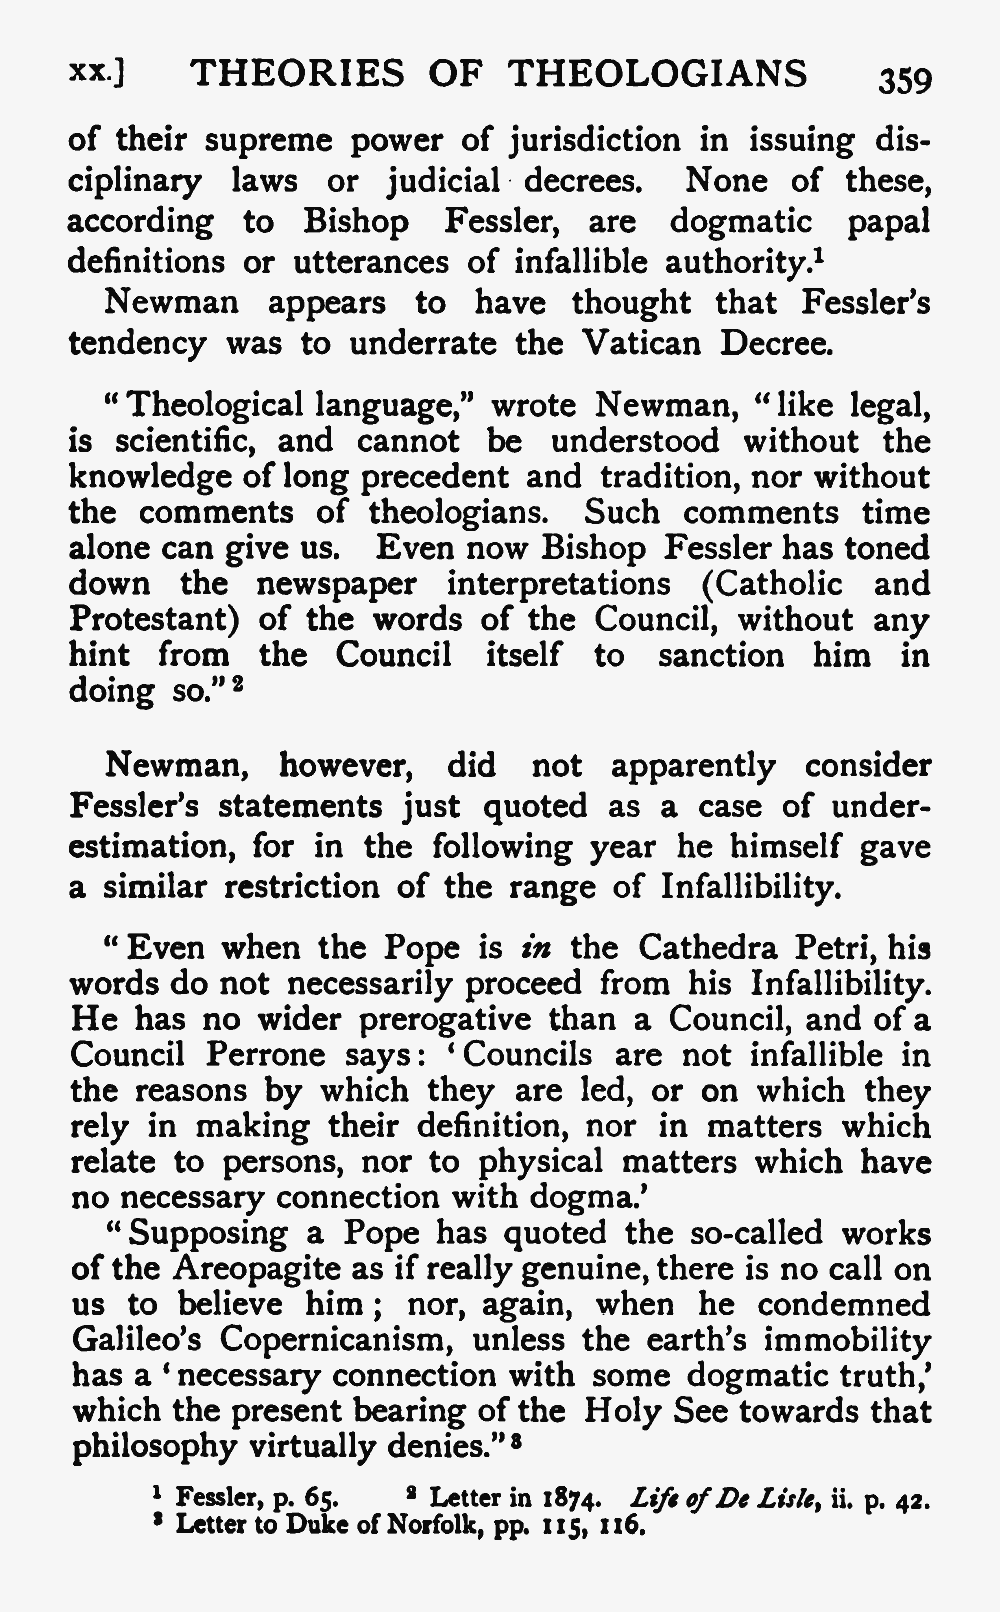 xx.] THEORIES OF THEOLOGIANS 359
of their supreme power of jurisdiction in issuing dis-
ciplinary laws or judicial decrees. None of these,
according to Bishop Fessler, are dogmatic papal
definitions or utterances of infallible authority.¹
Newman appears to have thought that Fessler's
tendency was to underrate the Vatican Decree.
“Theological language,” wrote Newman, “like legal,
is scientific, and cannot be understood without the
knowledge of long precedent and tradition, nor without
the comments of theologians. Such comments time
alone can give us. Even now Bishop Fessler has toned
down the newspaper interpretations (Catholic and
Protestant) of the words of the Council, without any
hint from the Council itself to sanction him in
doing so.”²
Newman, however, did not apparently consider
Fessler's statements just quoted as a case of under-
estimation, for in the following year he himself gave
a similar restriction of the range of Infallibility.
“Even when the Pope is in the Cathedra Petri, his
words do not necessarily proceed from his Infallibility.
He has no wider prerogative than a Council, and of a
Council Perrone says: ‘Councils are not infallible in
the reasons by which they are led, or on which they
rely in making their definition, nor in matters which
relate to persons, nor to physical matters which have
no necessary connection with dogma.’
“Supposing a Pope has quoted the so-called works
of the Areopagite as if really genuine, there is no call on
us to believe him; nor, again, when he condemned
Galileo's Copernicanism, unless the earth's immobility
has a ‘necessary connection with some dogmatic truth,’
which the present bearing of the Holy See towards that
philosophy virtually denies.”³
¹ Fessler, p. 65. ² Letter in 1874. Life of De Lisle, ii. p. 42.
³ Letter to Duke of Norfolk, pp. 115, 116.